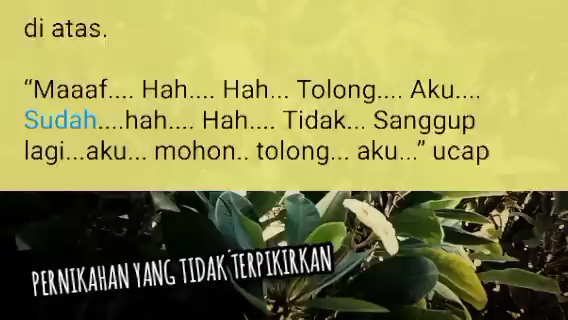 di atas.
“Maaaf.... Hah.... Hah... Tolong.... Aku....
Sudah....hah.... Hah.... Tidak... Sanggup
lagi...aku... mohon.. tolong... aku...” ucap
PERNIKAHAN YANG TIDAK TERPIKIRKAN